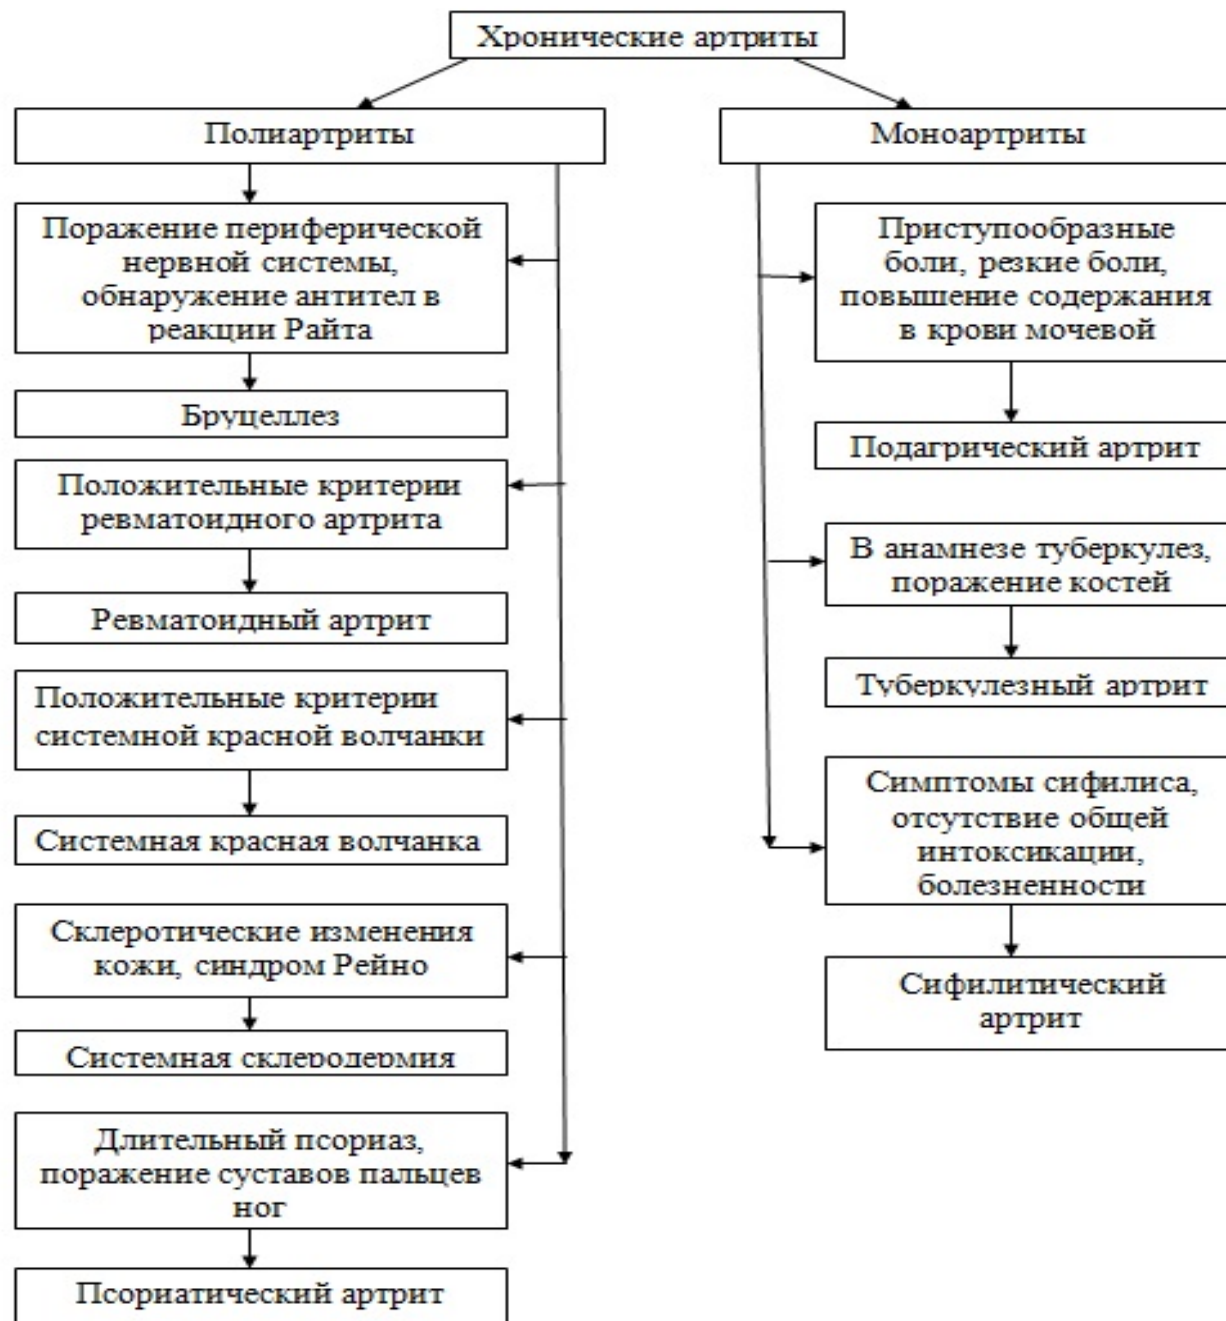 Хронические артриты
Полиартриты
Поражение периферической
нервной системы,
обнаружение антител в
реакции Райта
Бруцеллез
Положительные критерии
ревматоидного артрита
Ревматоидный артрит
Положительные критерии
системной красной волчанки
Системная красная волчанка
Склеротические изменения
кожи, синдром Рейно
Системная склеродермия
Длительный псориаз,
поражение суставов пальцев
ног
Псориатический артрит
Моноартриты
Приступообразные
боли, резкие боли,
повышение содержания
в крови мочевой
Подагрический артрит
В анамнезе туберкулез,
поражение костей
Туберкулезный артрит
Симптомы сифилиса,
отсутствие общей
интоксикации,
болезненности
Сифилитический
артрит